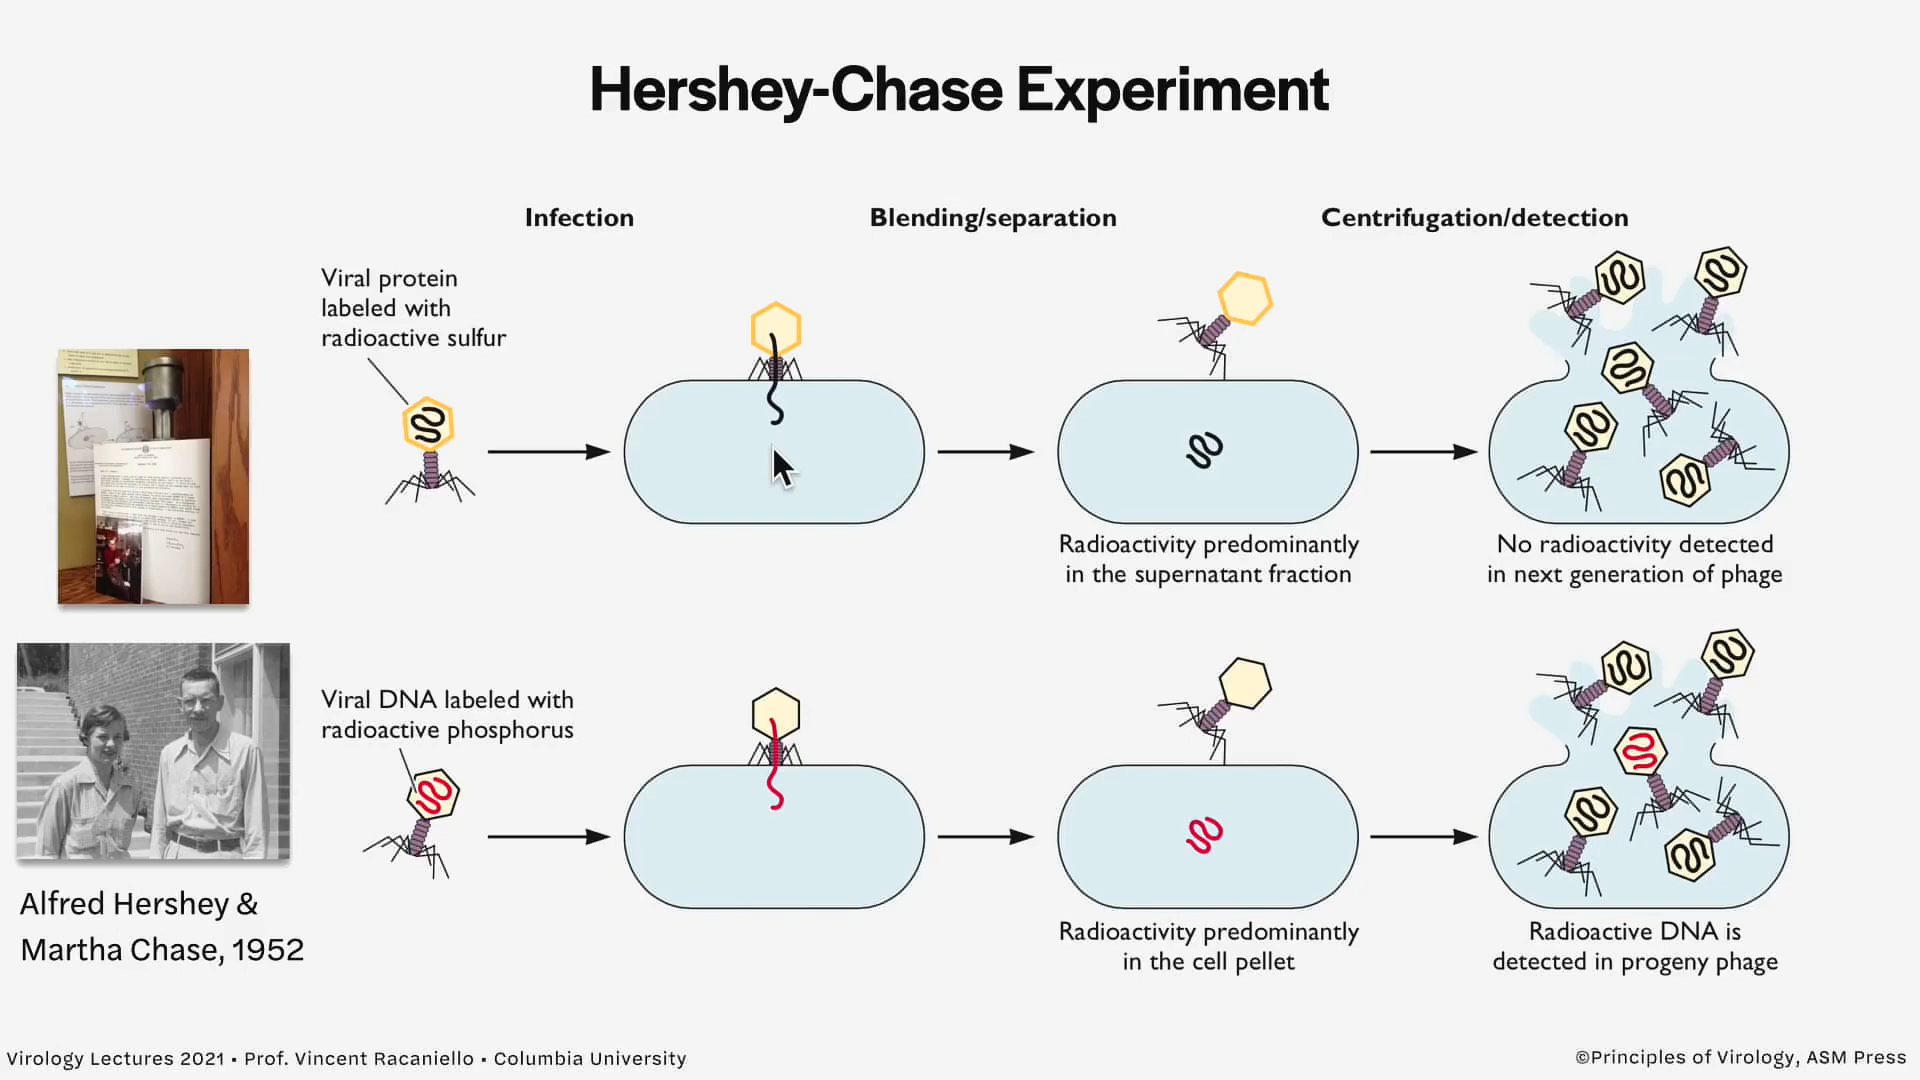 Hershey-Chase Experiment
Infection
Blending/separation
Centrifugation/detection
Viral protein
labeled with
radioactive sulfur
Radioactivity predominantly
in the supernatant fraction
No radioactivity detected
in next generation of phage
Viral DNA labeled with
radioactive phosphorus
Radioactivity predominantly
in the cell pellet
Radioactive DNA is
detected in progeny phage
Alfred Hershey &
Martha Chase, 1952
Virology Lectures 2021 • Prof. Vincent Racaniello • Columbia University
©Principles of Virology, ASM Press